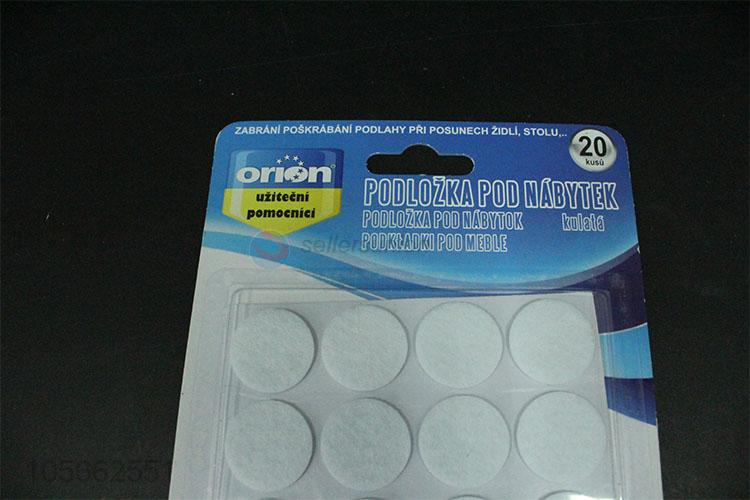 ZABRÁNÍ POŠKRÁBÁNÍ PODLAHY PŘI POSUNECH ŽIDLÍ, STOLU,..
20
kusů
orion
užiteční
pomocníci
PODLOŽKA POD NÁBYTEK
PODLOŽKA POD NÁBYTOK kulatá
PODKŁADKI POD MEBLE
sellers